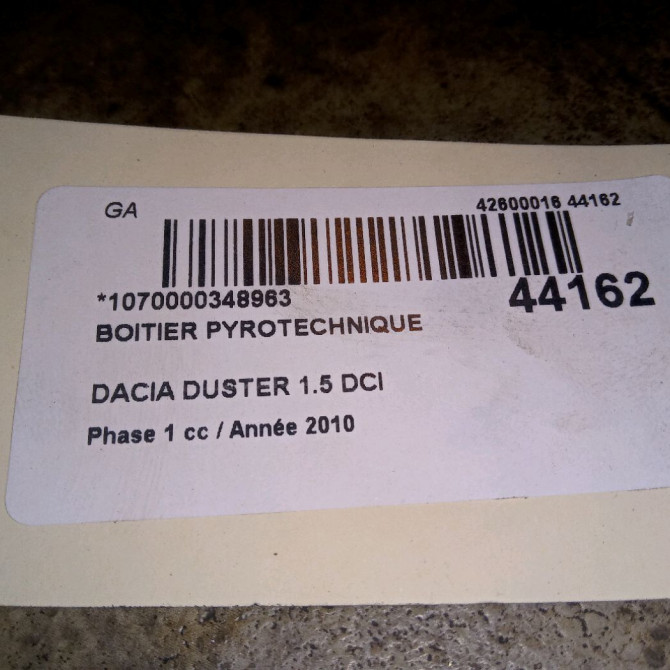 GA
42600016 44162
*1070000348963
44162
BOITIER PYROTECHNIQUE
DACIA DUSTER 1.5 DCI
Phase 1 cc / Année 2010